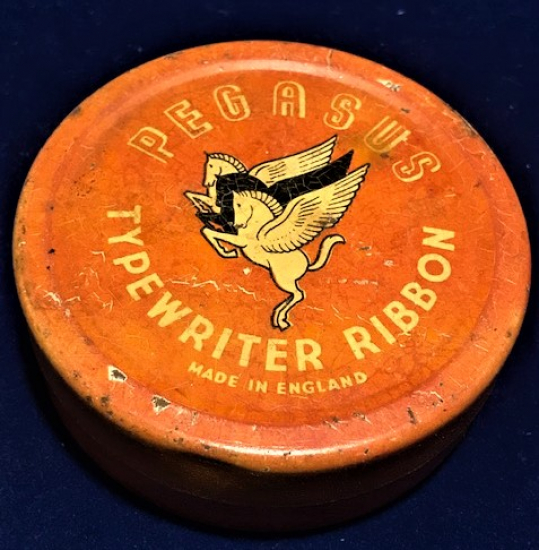 PEGASUS
TYPEWRITER RIBBON
MADE IN ENGLAND